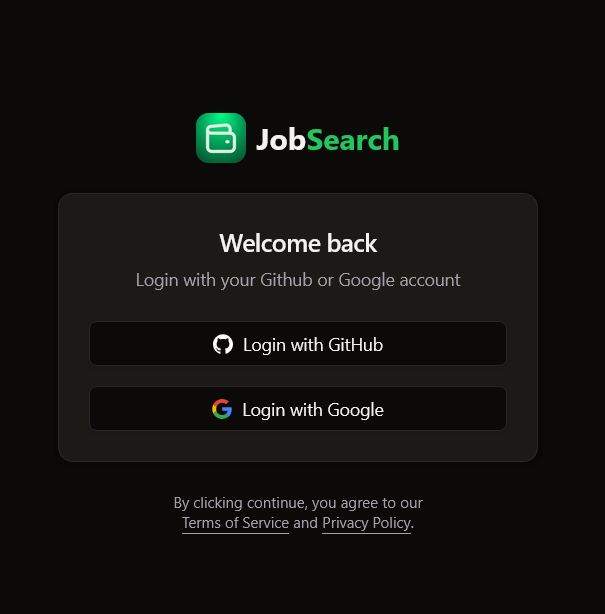 JobSearch
Welcome back
Login with your Github or Google account
Login with GitHub
Login with Google
By clicking continue, you agree to our
Terms of Service and Privacy Policy.